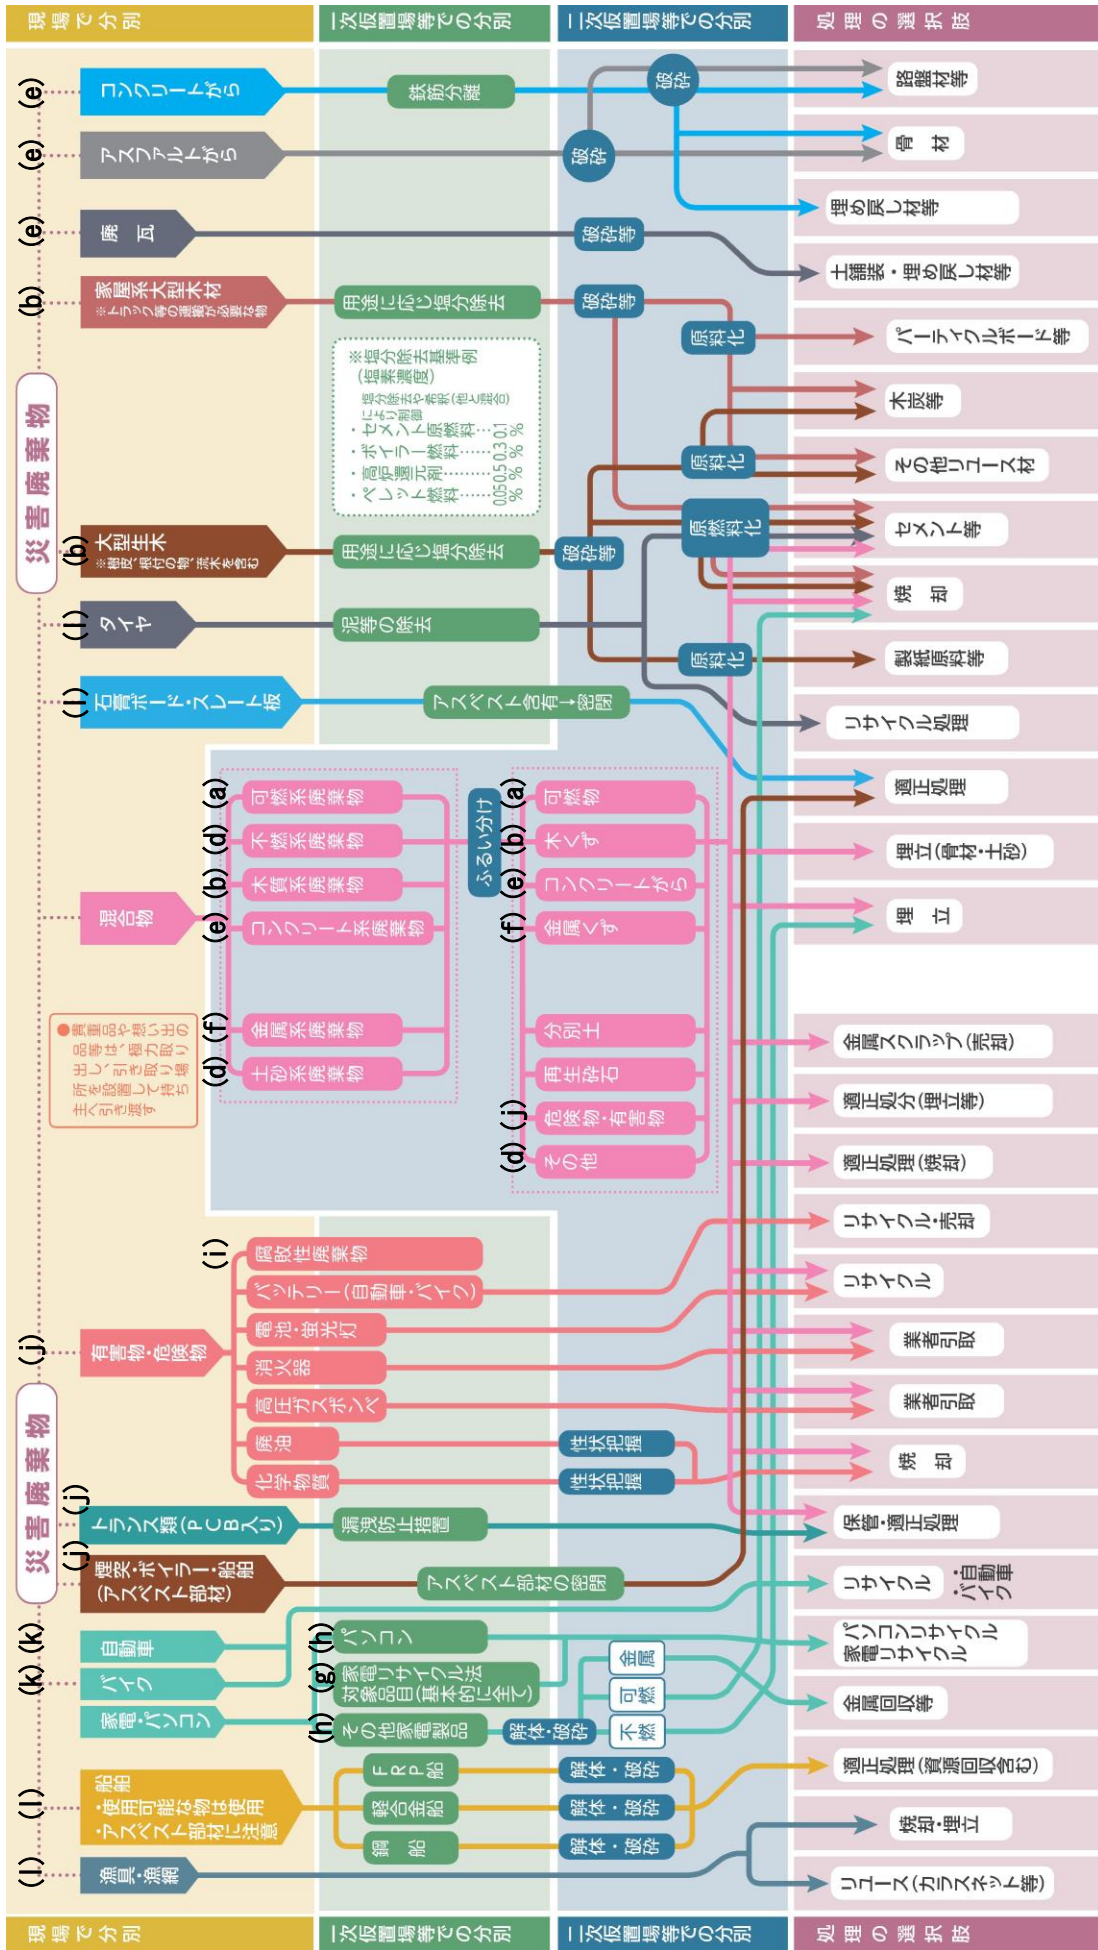 現場で分別
一次仮置場等での分別
二次仮置場等での分別
処理の選択肢
災害廃棄物
(e)
コンクリートがら
鉄筋分離
破砕
路盤材等
(e)
アスファルトがら
破砕
骨材
埋め戻し材等
(e)
廃瓦
破砕等
土舗装・埋め戻し材等
(b)
家屋系大型木材
※トラック等の運搬が必要な物
用途に応じ塩分除去
破砕等
原料化
パーティクルボード等
※塩分除去基準例
(塩素濃度)
塩分除去や希釈(他と混合)
により制御
・セメント原燃料…0.1%
・ボイラー燃料……0.3%
・高炉還元剤………0.5%
・ペレット燃料……0.05%
木炭等
原料化
その他リユース材
(b)
大型生木
※樹皮、根付の物、流木を含む
用途に応じ塩分除去
破砕等
原燃料化
セメント等
焼却
(l)
タイヤ
泥等の除去
原料化
製紙原料等
(l)
石膏ボード・スレート板
アスベスト含有→密閉
リサイクル処理
適正処理
混合物
(a)
可燃系廃棄物
(d)
不燃系廃棄物
(b)
木質系廃棄物
(e)
コンクリート系廃棄物
(f)
金属系廃棄物
(d)
土砂系廃棄物
ふるい分け
(a)
可燃物
(b)
木くず
(e)
コンクリートがら
(f)
金属くず
分別土
再生砕石
(j)
危険物・有害物
(d)
その他
埋立(骨材・土砂)
埋立
金属スクラップ(売却)
適正処分(埋立等)
適正処理(焼却)
●貴重品や想い出の
品等は、極力取り
出し、引き取り場
所を設置して持ち
主へ引き渡す
災害廃棄物
(j)
有害物・危険物
(i)
腐敗性廃棄物
バッテリー(自動車・バイク)
リサイクル・売却
電池・蛍光灯
リサイクル
消火器
業者引取
高圧ガスボンベ
業者引取
廃油
性状把握
化学物質
性状把握
焼却
(j)
トランス類(PCB入り)
漏洩防止措置
保管・適正処理
(j)
煙突・ボイラー・船舶
(アスベスト部材)
アスベスト部材の密閉
(k)
自動車
(k)
バイク
リサイクル
・自動車
・バイク
家電・パソコン
(h)
パソコン
(g)
家電リサイクル法
対象品目(基本的に全て)
パソコンリサイクル
家電リサイクル
(h)
その他家電製品
解体・破砕
金属
可燃
不燃
金属回収等
(l)
船舶
・使用可能な物は使用
・アスベスト部材に注意
FRP船
解体・破砕
軽合金船
解体・破砕
鋼船
解体・破砕
適正処理(資源回収含む)
(l)
漁具・漁網
焼却・埋立
リユース(カラスネット等)
現場で分別
一次仮置場等での分別
二次仮置場等での分別
処理の選択肢